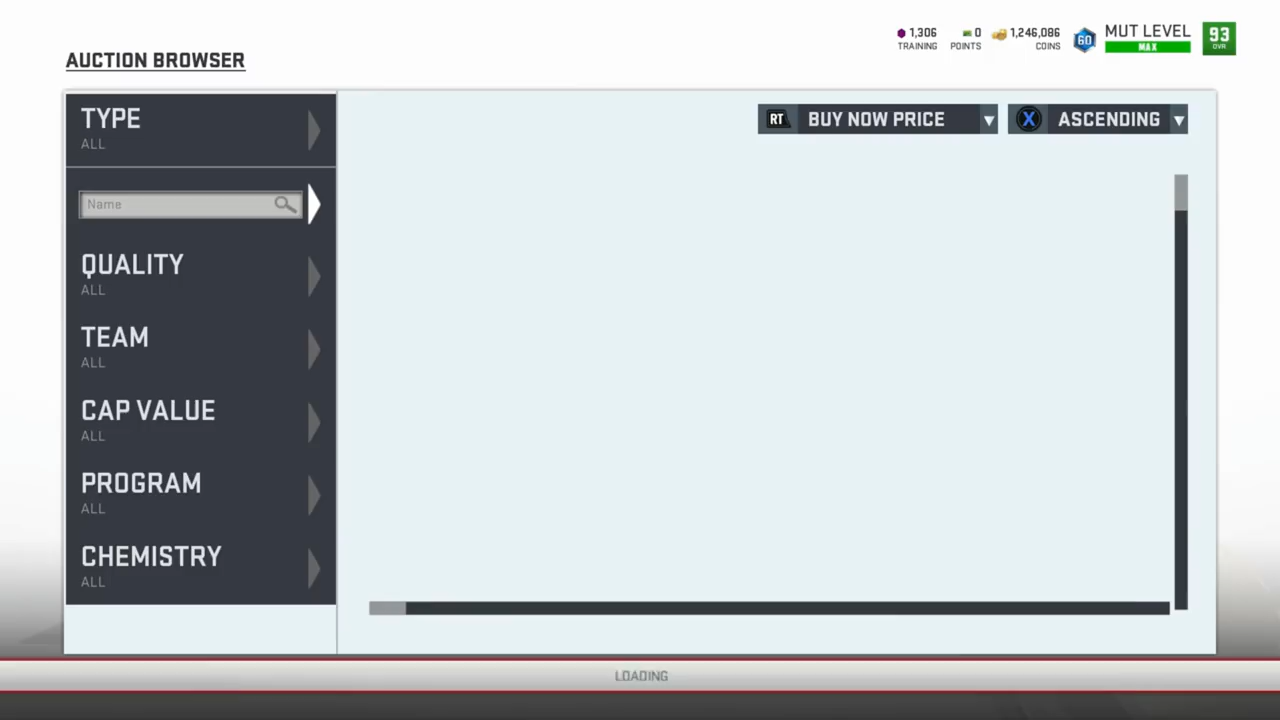 AUCTION BROWSER
1,306
TRAINING
0
POINTS
1,246,086
COINS
60
MUT LEVEL
MAX
93
OVR
TYPE
ALL
Name
QUALITY
ALL
TEAM
ALL
CAP VALUE
ALL
PROGRAM
ALL
CHEMISTRY
ALL
RT BUY NOW PRICE
X ASCENDING
LOADING